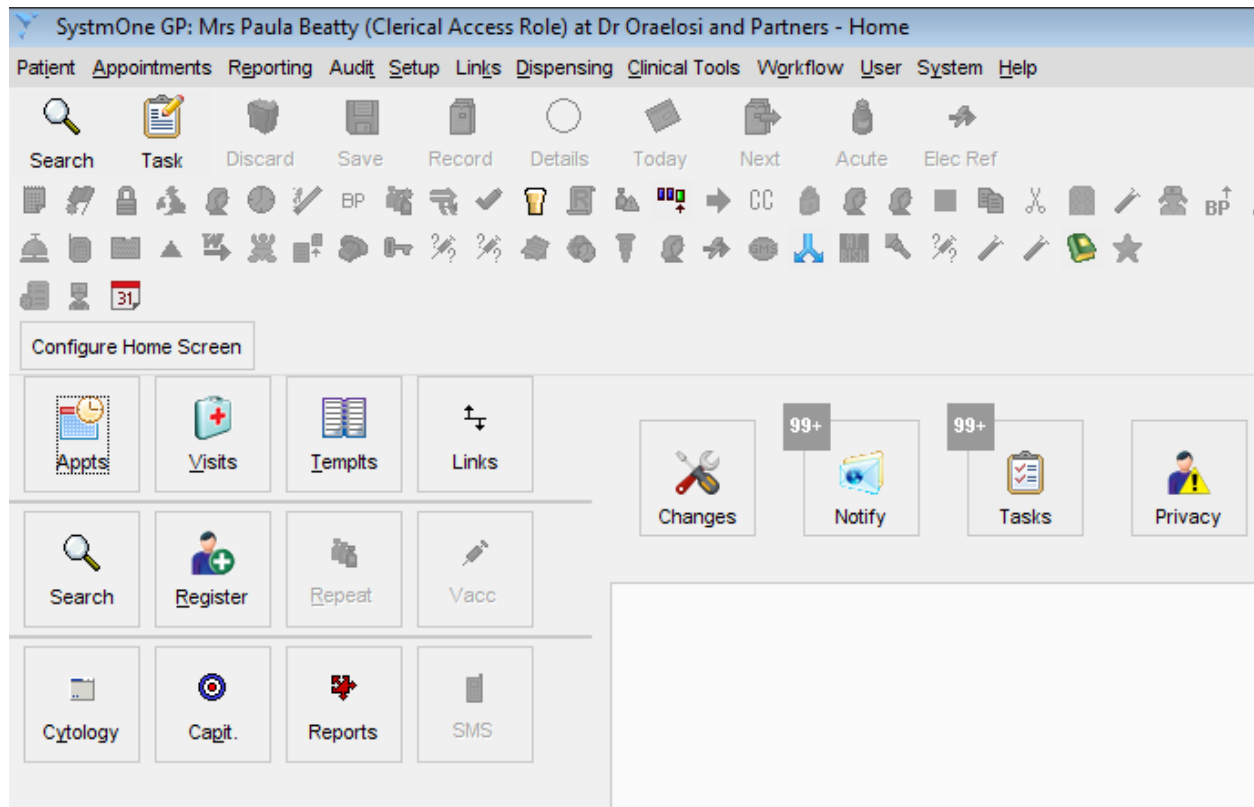 SystmOne GP: Mrs Paula Beatty (Clerical Access Role) at Dr Oraelosi and Partners - Home
Patient Appointments Reporting Audit Setup Links Dispensing Clinical Tools Workflow User System Help
Search Task Discard Save Record Details Today Next Acute Elec Ref
BP CC BP
GMS HI RISK
31
Configure Home Screen
99+ 99+
Appts Visits Templts Links
Changes Notify Tasks Privacy
Search Register Repeat Vacc
Cytology Capit. Reports SMS